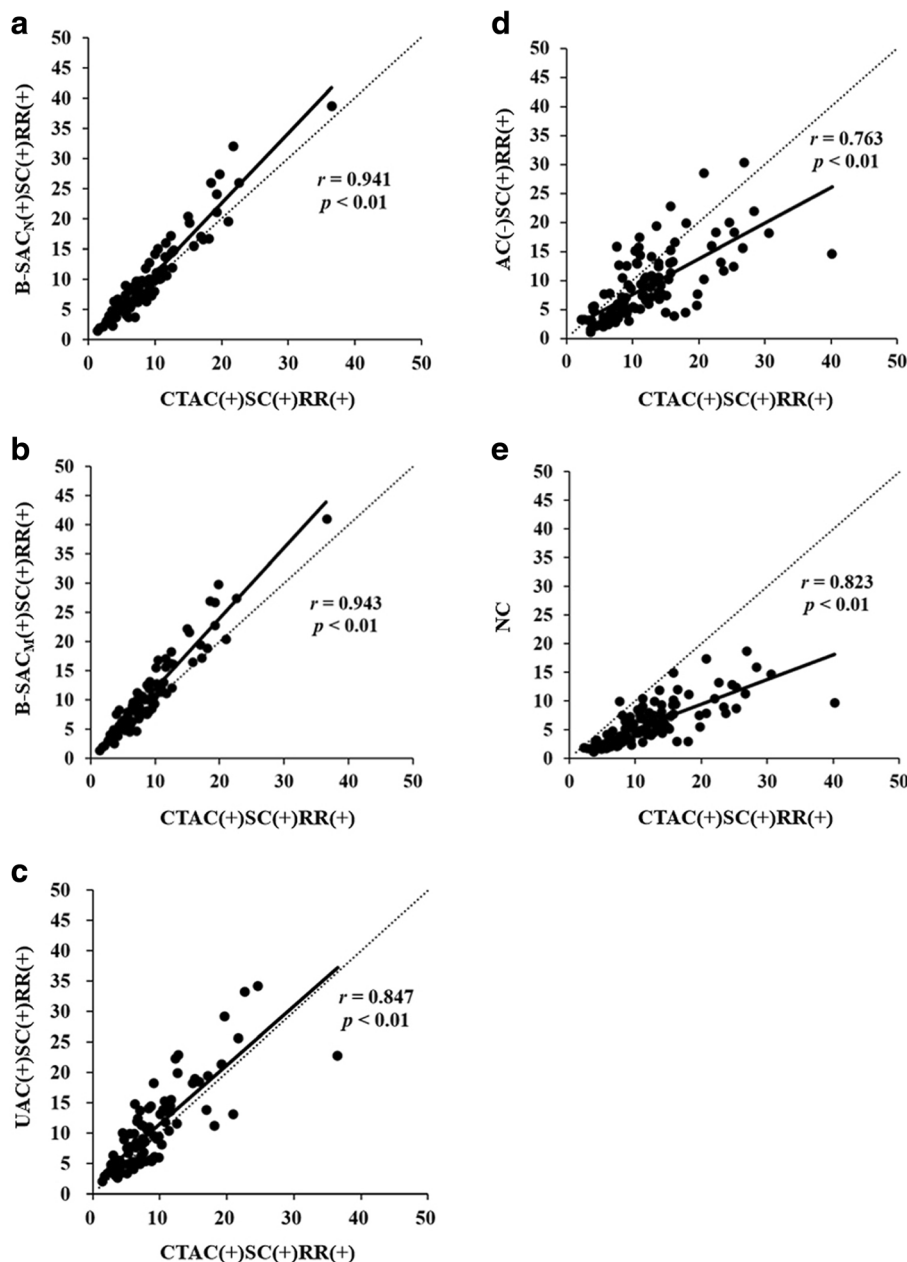 a
50
45
40
35
30
25
20
15
10
5
0
B-SACN(+)SC(+)RR(+)
r = 0.941
p < 0.01
0 10 20 30 40 50
CTAC(+)SC(+)RR(+)
b
50
45
40
35
30
25
20
15
10
5
0
B-SACM(+)SC(+)RR(+)
r = 0.943
p < 0.01
0 10 20 30 40 50
CTAC(+)SC(+)RR(+)
c
50
45
40
35
30
25
20
15
10
5
0
UAC(+)SC(+)RR(+)
r = 0.847
p < 0.01
0 10 20 30 40 50
CTAC(+)SC(+)RR(+)
d
50
45
40
35
30
25
20
15
10
5
0
AC(-)SC(+)RR(+)
r = 0.763
p < 0.01
0 10 20 30 40 50
CTAC(+)SC(+)RR(+)
e
50
45
40
35
30
25
20
15
10
5
0
NC
r = 0.823
p < 0.01
0 10 20 30 40 50
CTAC(+)SC(+)RR(+)